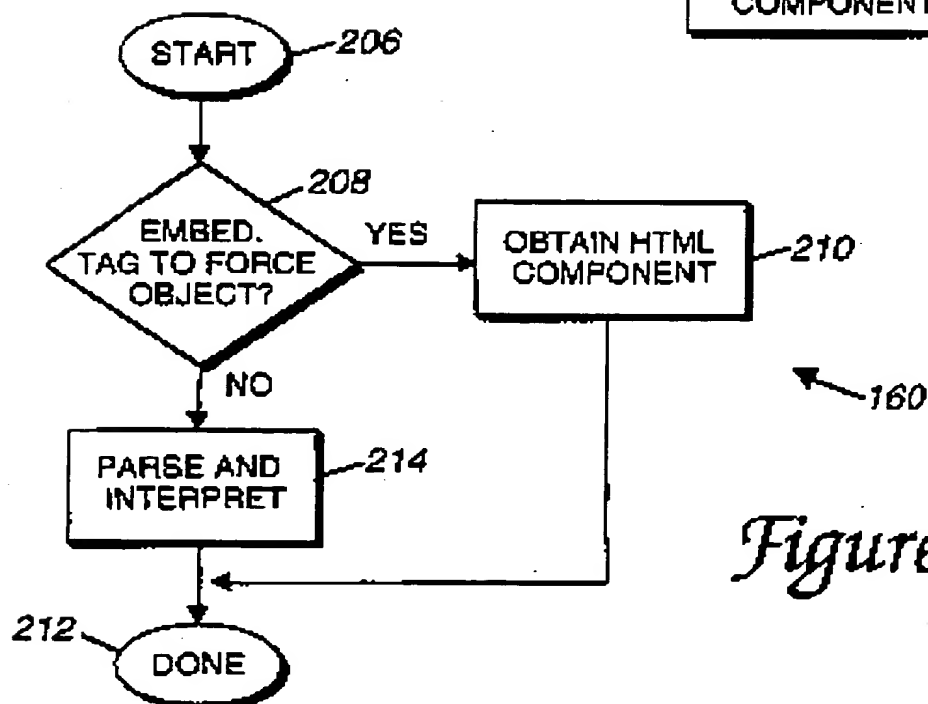 COMPONENT
START
206
208
EMBED.
TAG TO FORCE
OBJECT?
YES
OBTAIN HTML
COMPONENT
210
NO
160
PARSE AND
INTERPRET
214
Figure
212
DONE